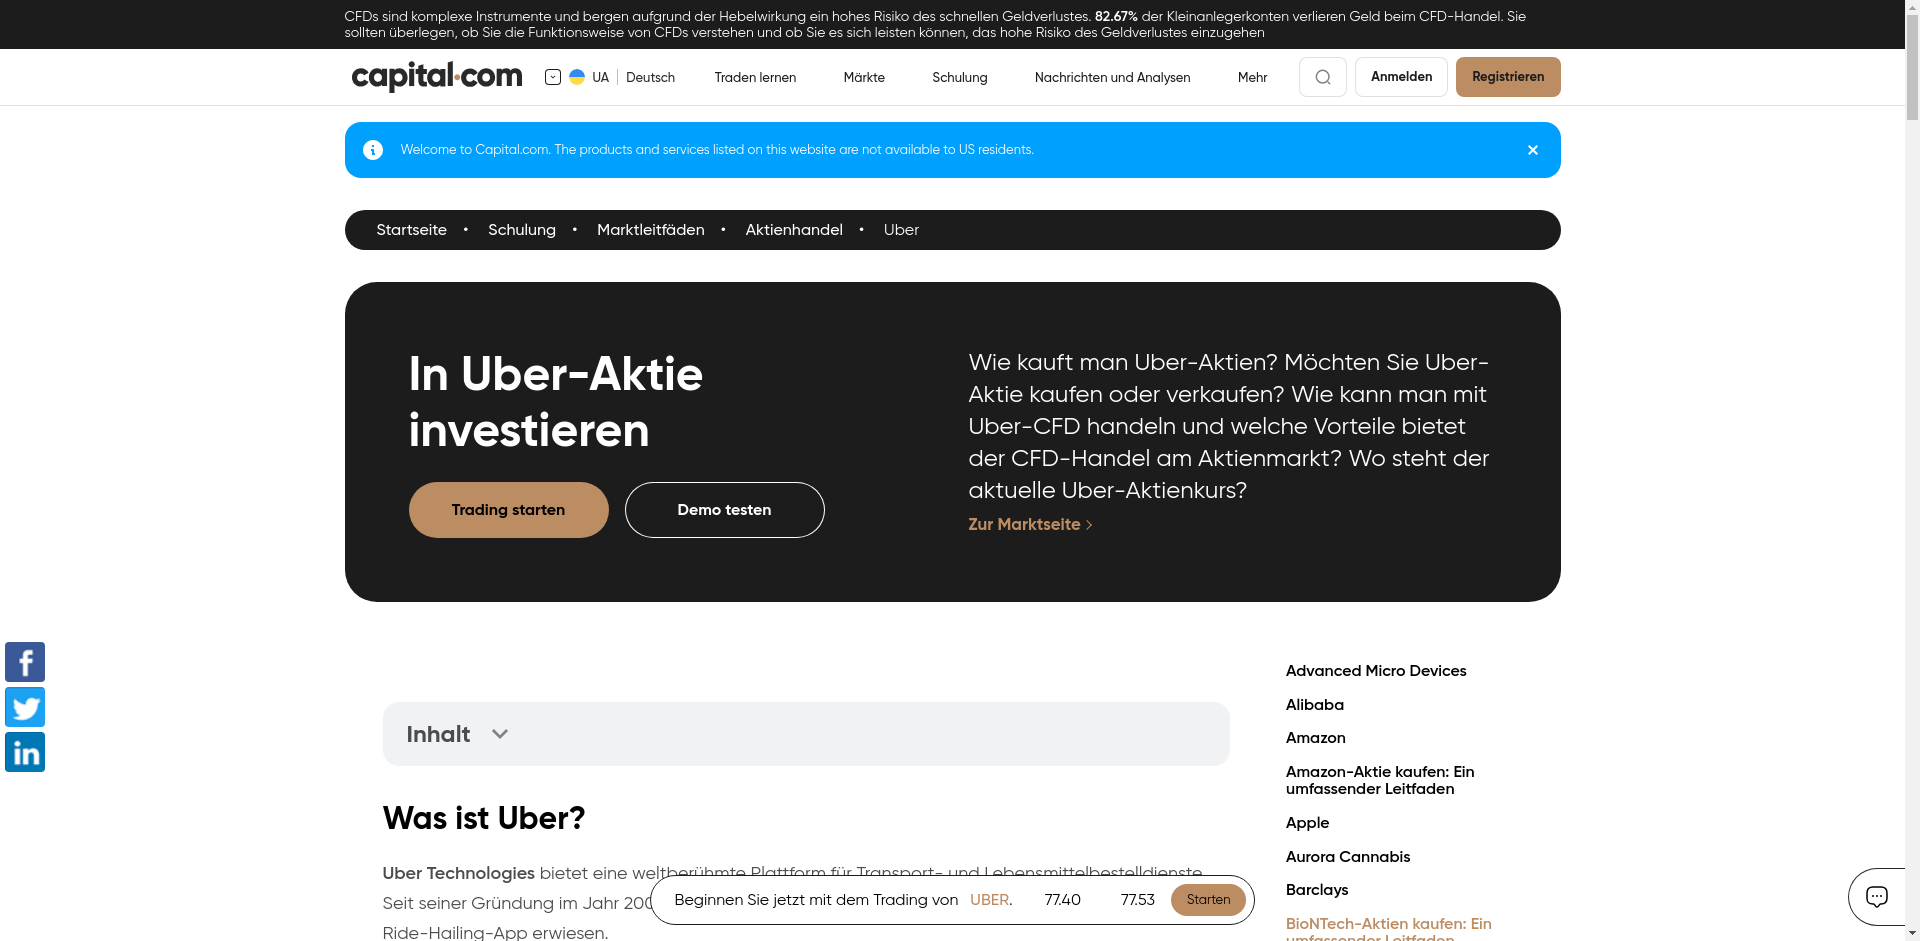 CFDs sind komplexe Instrumente und bergen aufgrund der Hebelwirkung ein hohes Risiko des schnellen Geldverlustes. 82.67% der Kleinanlegerkonten verlieren Geld beim CFD-Handel. Sie
sollten überlegen, ob Sie die Funktionsweise von CFDs verstehen und ob Sie es sich leisten können, das hohe Risiko des Geldverlustes einzugehen
capital.com UA Deutsch Traden lernen Märkte Schulung Nachrichten und Analysen Mehr Anmelden Registrieren
Welcome to Capital.com. The products and services listed on this website are not available to US residents.
Startseite • Schulung • Marktleitfäden • Aktienhandel • Uber
In Uber-Aktie
investieren
Trading starten Demo testen
Wie kauft man Uber-Aktien? Möchten Sie Uber-
Aktie kaufen oder verkaufen? Wie kann man mit
Uber-CFD handeln und welche Vorteile bietet
der CFD-Handel am Aktienmarkt? Wo steht der
aktuelle Uber-Aktienkurs?
Zur Marktseite
Inhalt
Was ist Uber?
Uber Technologies bietet eine weltberühmte Plattform für Transport- und Lebensmittelbestelldienste.
Seit seiner Gründung im Jahr 200
Ride-Hailing-App erwiesen.
Beginnen Sie jetzt mit dem Trading von UBER. 77.40 77.53 Starten
Advanced Micro Devices
Alibaba
Amazon
Amazon-Aktie kaufen: Ein
umfassender Leitfaden
Apple
Aurora Cannabis
Barclays
BioNTech-Aktien kaufen: Ein
umfassender Leitfaden